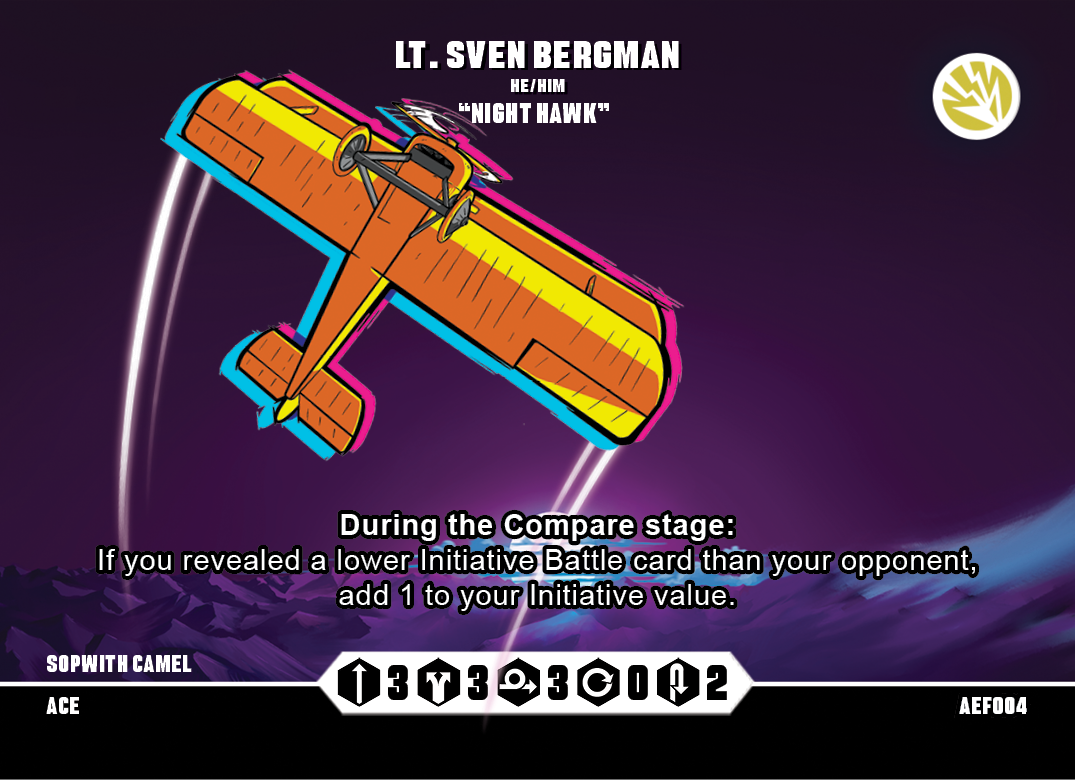 LT. SVEN BERGMAN
HE/HIM
“NIGHT HAWK”
During the Compare stage:
If you revealed a lower Initiative Battle card than your opponent,
add 1 to your Initiative value.
SOPWITH CAMEL
3 3 3 0 2
ACE
AEF004